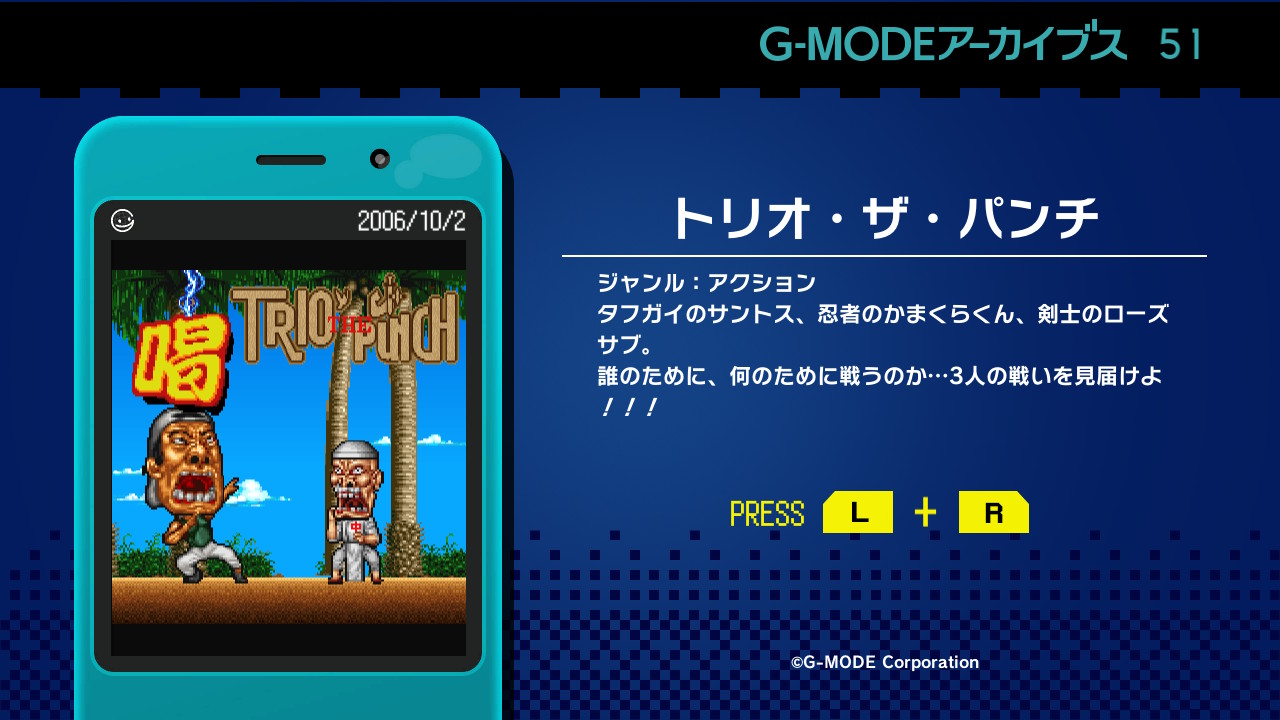 G-MODEアーカイブス 51
2006/10/2
喝
TRIO THE PUNCH
中
トリオ・ザ・パンチ
ジャンル：アクション
タフガイのサントス、忍者のかまくらくん、剣士のローズ
サブ。
誰のために、何のために戦うのか…3人の戦いを見届けよ
！！！
PRESS L + R
©G-MODE Corporation